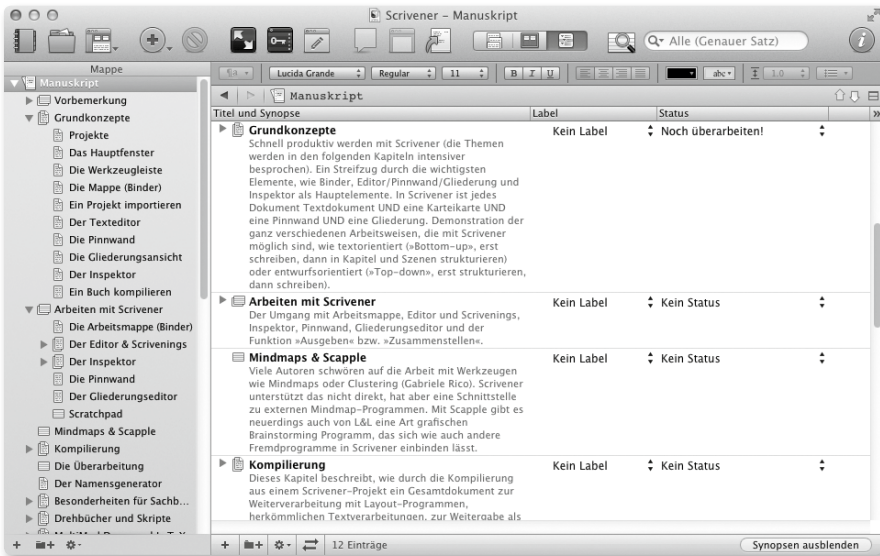 Scrivener – Manuskript
Alle (Genauer Satz)
Mappe
Lucida Grande
Regular
11
B I U
abc
1.0
Manuskript
Manuskript
Vorbemerkung
Grundkonzepte
Projekte
Das Hauptfenster
Die Werkzeugleiste
Die Mappe (Binder)
Ein Projekt importieren
Der Texteditor
Die Pinnwand
Die Gliederungsansicht
Der Inspektor
Ein Buch kompilieren
Arbeiten mit Scrivener
Die Arbeitsmappe (Binder)
Der Editor & Scrivenings
Der Inspektor
Die Pinnwand
Der Gliederungseditor
Scratchpad
Mindmaps & Scapple
Kompilierung
Die Überarbeitung
Der Namensgenerator
Besonderheiten für Sachb...
Drehbücher und Skripte
Titel und Synopse Label Status
Grundkonzepte Kein Label Noch überarbeiten!
Schnell produktiv werden mit Scrivener (die Themen
werden in den folgenden Kapiteln intensiver
besprochen). Ein Streifzug durch die wichtigsten
Elemente, wie Binder, Editor/Pinnwand/Gliederung und
Inspektor als Hauptelemente. In Scrivener ist jedes
Dokument Textdokument UND eine Karteikarte UND
eine Pinnwand UND eine Gliederung. Demonstration der
ganz verschiedenen Arbeitsweisen, die mit Scrivener
möglich sind, wie textorientiert (»Bottom-up», erst
schreiben, dann in Kapitel und Szenen strukturieren)
oder entwurfsorientiert (»Top-down», erst strukturieren,
dann schreiben).
Arbeiten mit Scrivener Kein Label Kein Status
Der Umgang mit Arbeitsmappe, Editor und Scrivenings,
Inspektor, Pinnwand, Gliederungseditor und der
Funktion »Ausgeben« bzw. »Zusammenstellen«.
Mindmaps & Scapple Kein Label Kein Status
Viele Autoren schwören auf die Arbeit mit Werkzeugen
wie Mindmaps oder Clustering (Gabriele Rico). Scrivener
unterstützt das nicht direkt, hat aber eine Schnittstelle
zu externen Mindmap-Programmen. Mit Scapple gibt es
neuerdings auch von L&L eine Art grafischen
Brainstorming Programm, das sich wie auch andere
Fremdprogramme in Scrivener einbinden lässt.
Kompilierung Kein Label Kein Status
Dieses Kapitel beschreibt, wie durch die Kompilierung
aus einem Scrivener-Projekt ein Gesamtdokument zur
Weiterverarbeitung mit Layout-Programmen,
herkömmlichen Textverarbeitungen, zur Weitergabe als
12 Einträge
Synopsen ausblenden